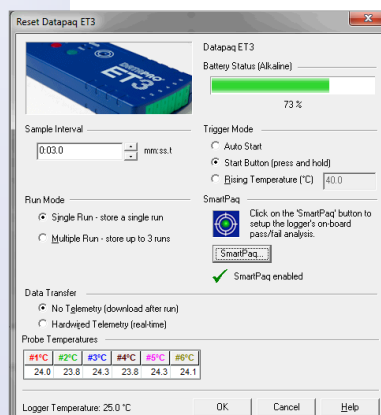 Reset Datapaq ET3
DATAPAQ
ET3
Datapaq ET3
Battery Status (Alkaline)
73 %
Sample Interval
0:03.0 mm:ss.t
Trigger Mode
Auto Start
Start Button (press and hold)
Rising Temperature (°C) 40.0
Run Mode
Single Run - store a single run
Multiple Run - store up to 3 runs
SmartPaq
Click on the 'SmartPaq' button to
setup the logger's on-board
pass/fail analysis.
SmartPaq...
SmartPaq enabled
Data Transfer
No Telemetry (download after run)
Hardwired Telemetry (real-time)
Probe Temperatures
#1°C #2°C #3°C #4°C #5°C #6°C
24.0 23.8 24.3 23.8 24.3 24.1
Logger Temperature: 25.0 °C
OK Cancel Help